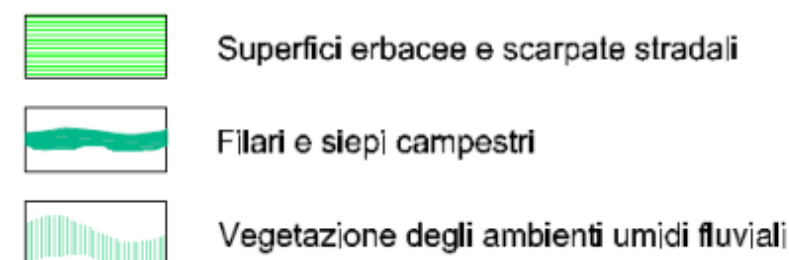 Superfici erbacee e scarpate stradali
Filari e siepi campestri
Vegetazione degli ambienti umidi fluviali